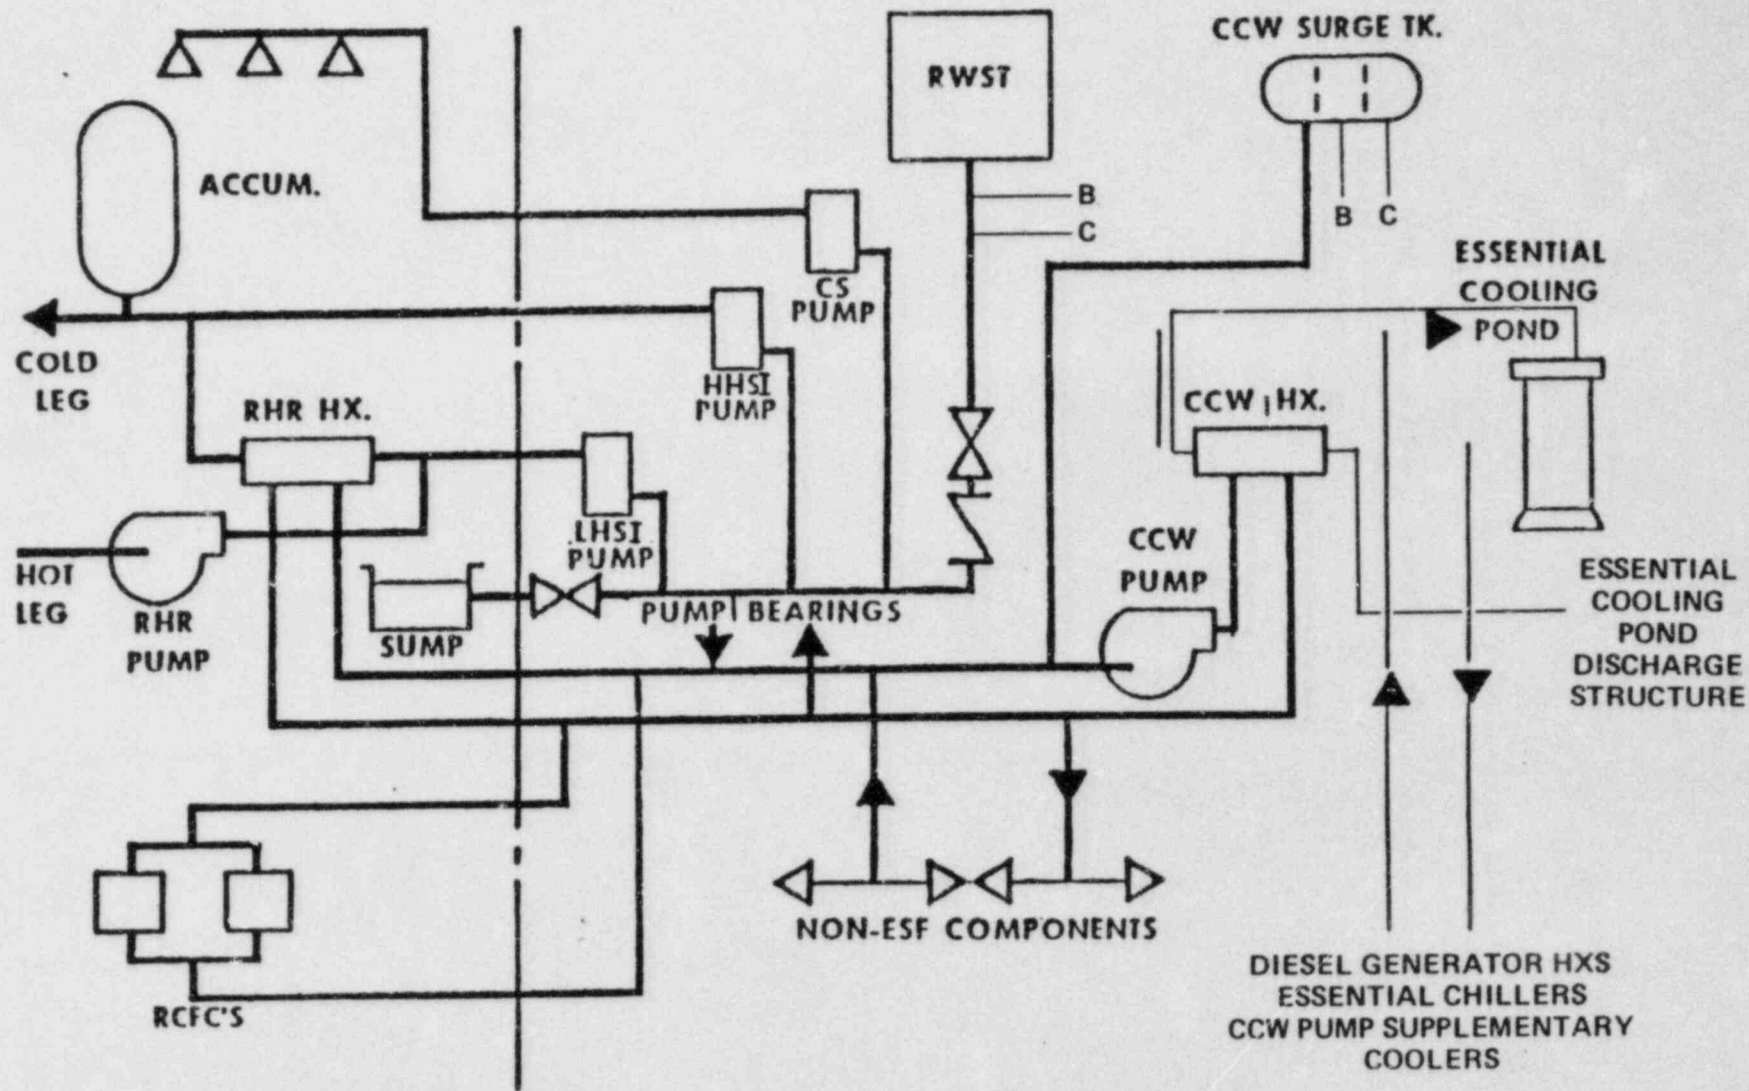 CCW SURGE TK.
RWST
ACCUM.
B
C
B C
CS
PUMP
ESSENTIAL
COOLING
POND
COLD
LEG
HHSI
PUMP
RHR HX.
CCW HX.
LHSI
PUMP
CCW
PUMP
HOT
LEG
RHR
PUMP
SUMP
PUMP BEARINGS
ESSENTIAL
COOLING
POND
DISCHARGE
STRUCTURE
NON-ESF COMPONENTS
RCFC'S
DIESEL GENERATOR HXS
ESSENTIAL CHILLERS
CCW PUMP SUPPLEMENTARY
COOLERS